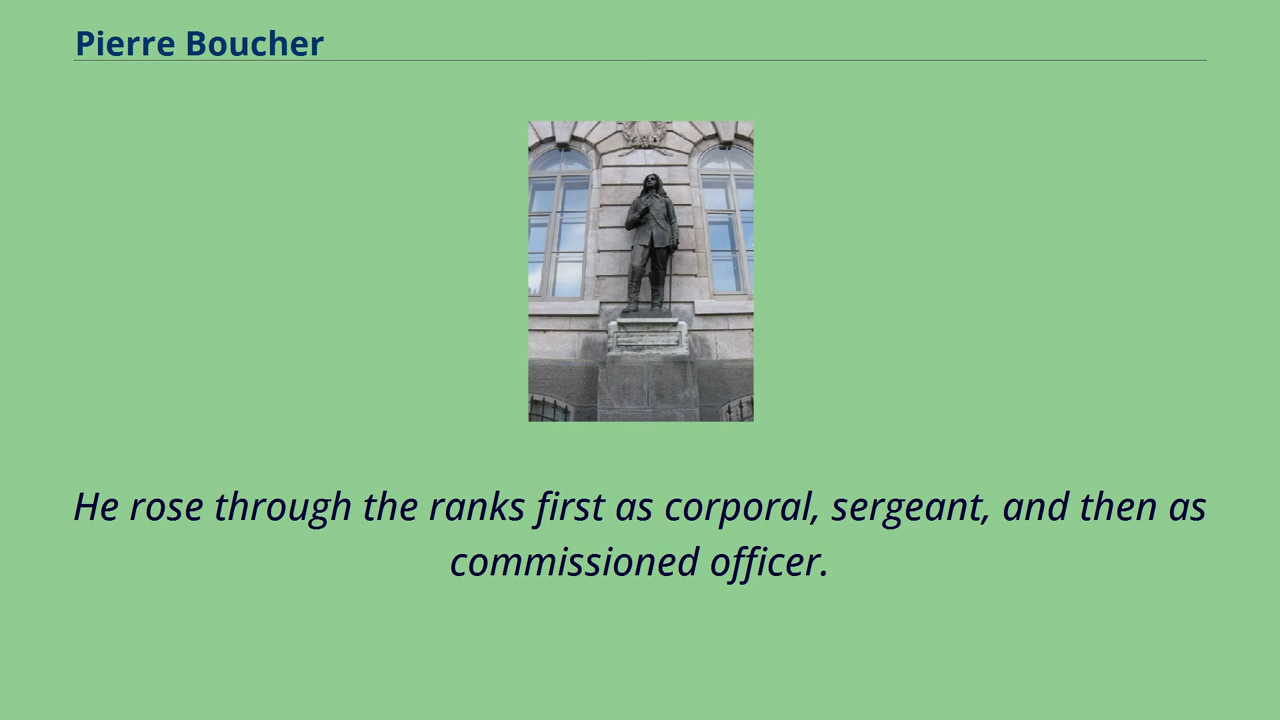 Pierre Boucher
He rose through the ranks first as corporal, sergeant, and then as
commissioned officer.